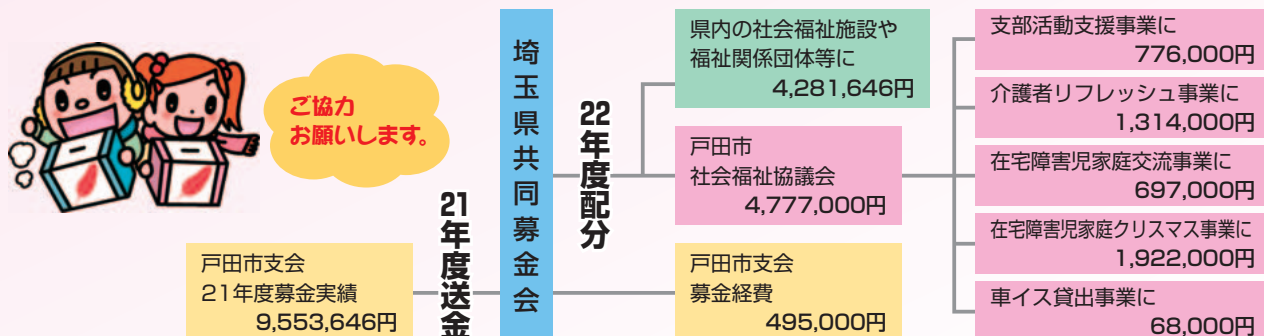 ご協力
お願いします。
戸田市支会
21年度募金実績
9,553,646円
21年度送金
埼玉県共同募金会
22年度配分
県内の社会福祉施設や
福祉関係団体等に
4,281,646円
戸田市
社会福祉協議会
4,777,000円
戸田市支会
募金経費
495,000円
支部活動支援事業に
776,000円
介護者リフレッシュ事業に
1,314,000円
在宅障害児家庭交流事業に
697,000円
在宅障害児家庭クリスマス事業に
1,922,000円
車イス貸出事業に
68,000円